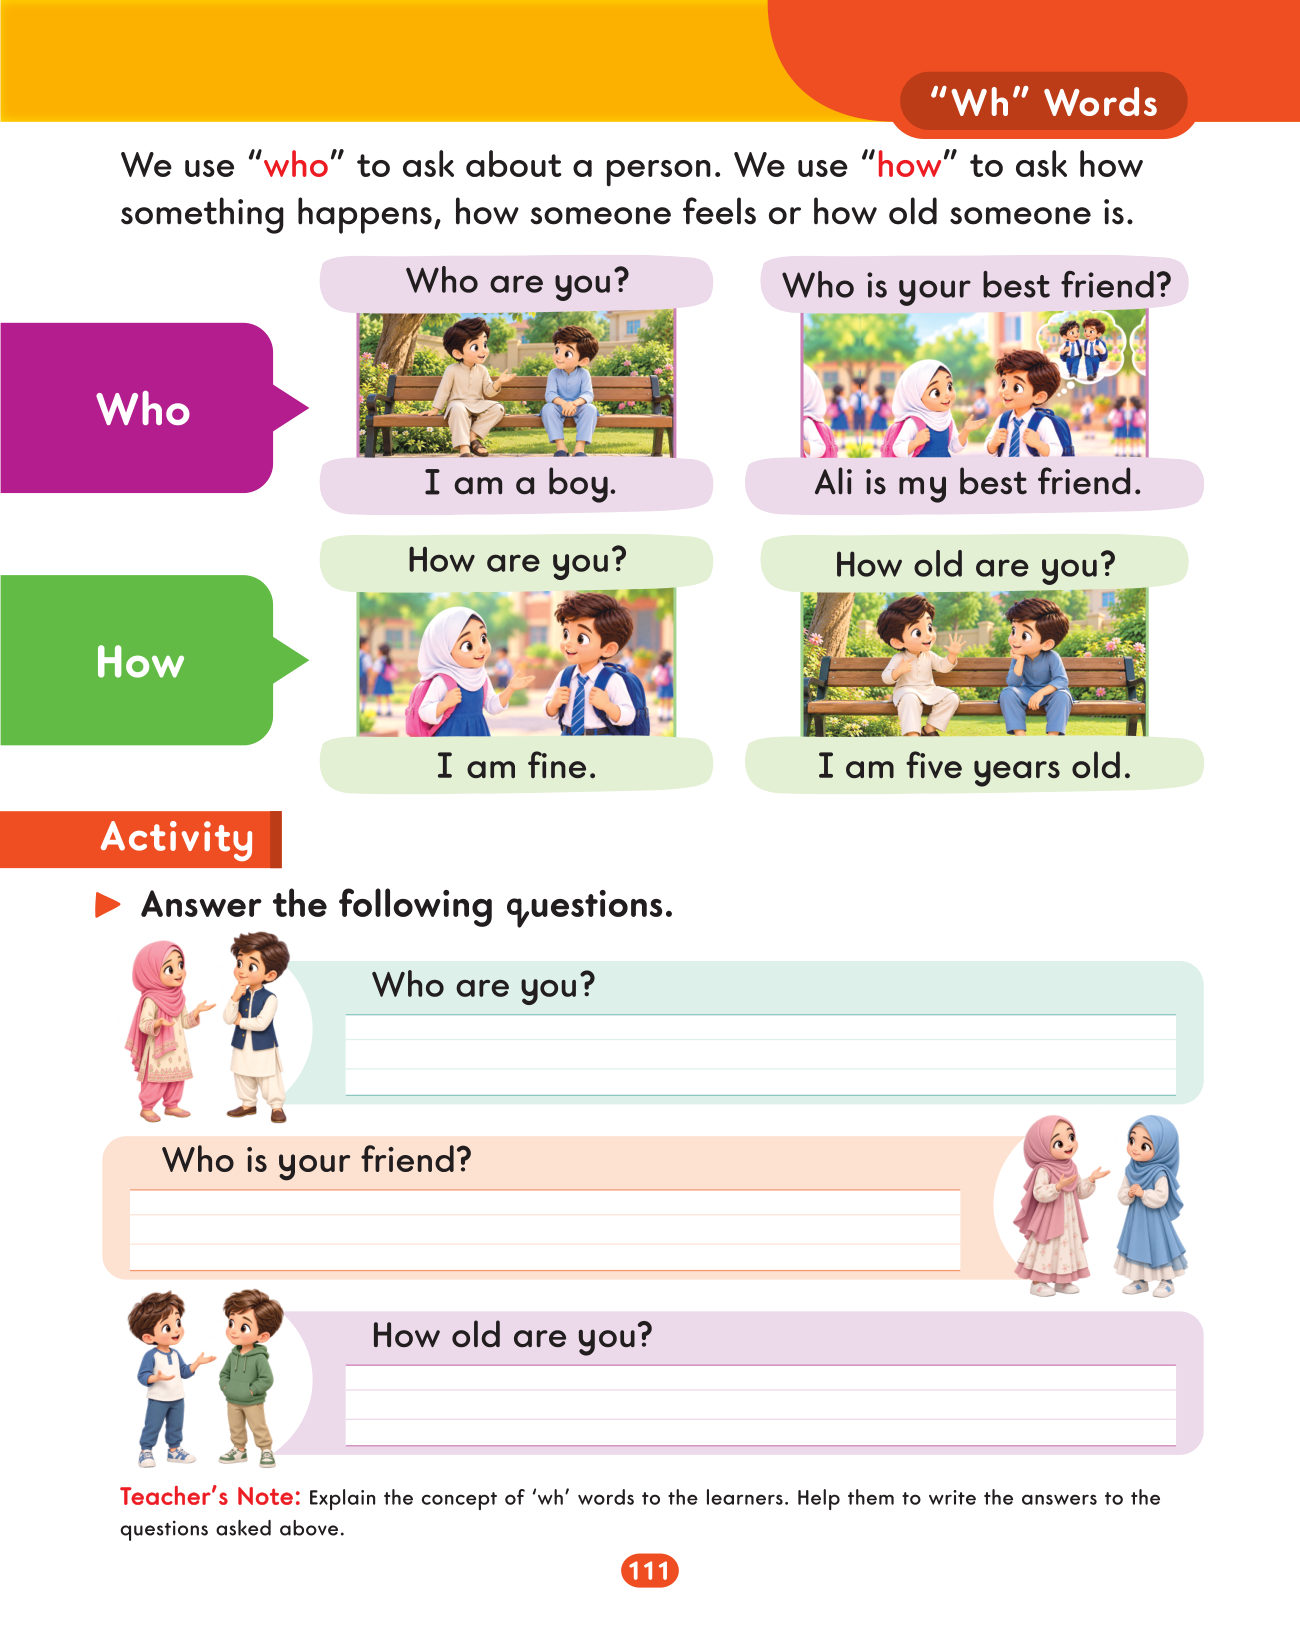 “Wh” Words
We use “who” to ask about a person. We use “how” to ask how
something happens, how someone feels or how old someone is.
Who
Who are you?
I am a boy.
Who is your best friend?
Ali is my best friend.
How
How are you?
I am fine.
How old are you?
I am five years old.
Activity
Answer the following questions.
Who are you?
Who is your friend?
How old are you?
Teacher’s Note: Explain the concept of ‘wh’ words to the learners. Help them to write the answers to the
questions asked above.
111